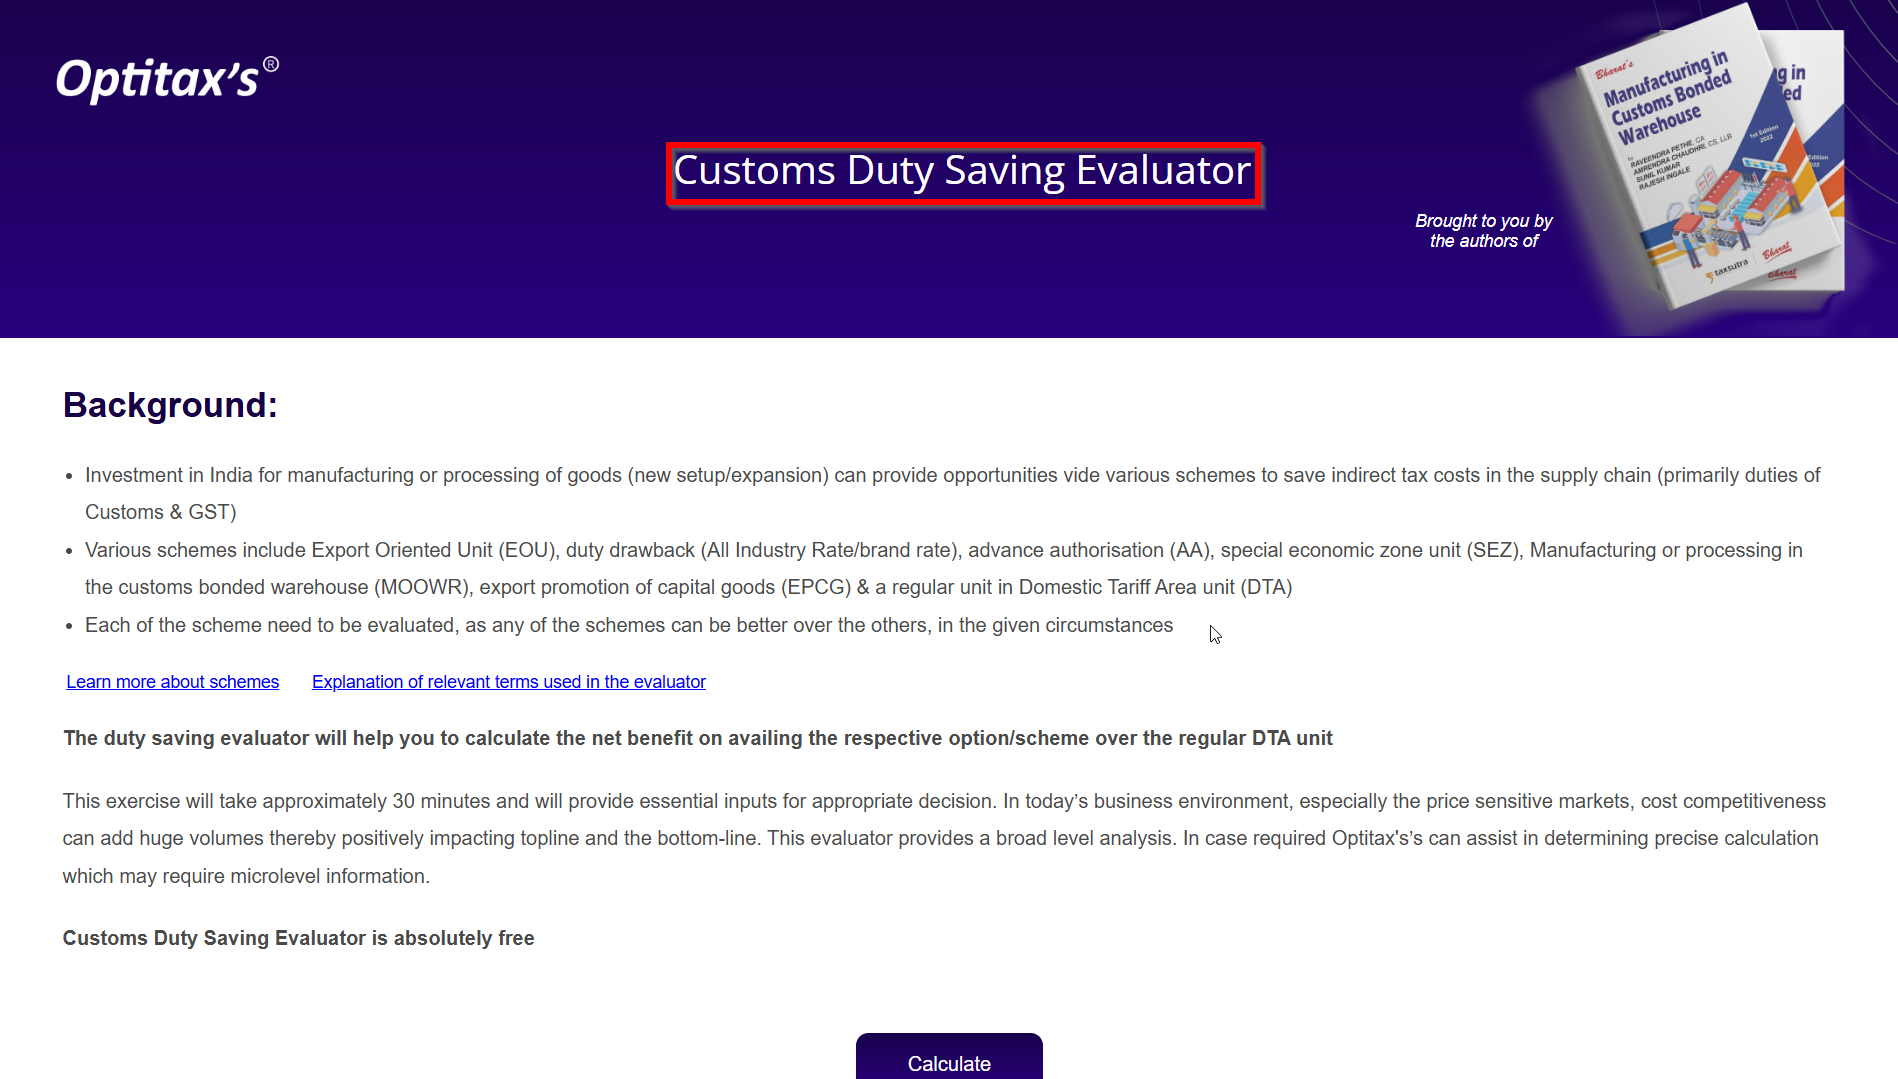 Optitax's®
Customs Duty Saving Evaluator
Brought to you by
the authors of
Bharat's
Manufacturing in
Customs Bonded
Warehouse
by
RAVEENDRA PETHE, CA
AMRENDRA CHAUDHRI, CS, LLB
SUNIL KUMAR
RAJESH INGALE
1st Edition
2022
taxsutra
Bharat
g in
ed
Edition
Bharat
Background:
• Investment in India for manufacturing or processing of goods (new setup/expansion) can provide opportunities vide various schemes to save indirect tax costs in the supply chain (primarily duties of
Customs & GST)
• Various schemes include Export Oriented Unit (EOU), duty drawback (All Industry Rate/brand rate), advance authorisation (AA), special economic zone unit (SEZ), Manufacturing or processing in
the customs bonded warehouse (MOOWR), export promotion of capital goods (EPCG) & a regular unit in Domestic Tariff Area unit (DTA)
• Each of the scheme need to be evaluated, as any of the schemes can be better over the others, in the given circumstances
Learn more about schemes Explanation of relevant terms used in the evaluator
The duty saving evaluator will help you to calculate the net benefit on availing the respective option/scheme over the regular DTA unit
This exercise will take approximately 30 minutes and will provide essential inputs for appropriate decision. In today’s business environment, especially the price sensitive markets, cost competitiveness
can add huge volumes thereby positively impacting topline and the bottom-line. This evaluator provides a broad level analysis. In case required Optitax's’s can assist in determining precise calculation
which may require microlevel information.
Customs Duty Saving Evaluator is absolutely free
Calculate